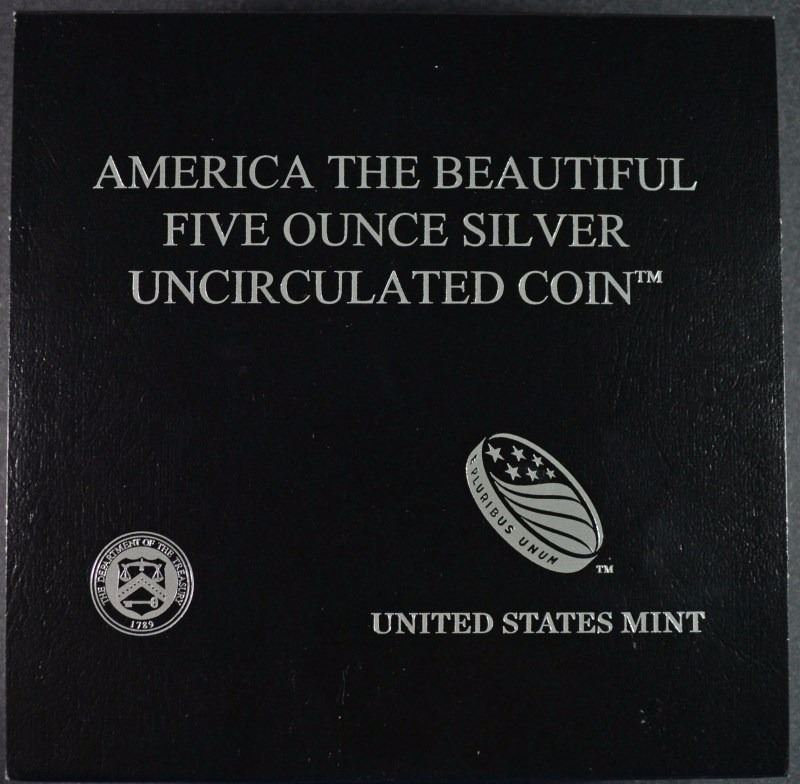 AMERICA THE BEAUTIFUL
FIVE OUNCE SILVER
UNCIRCULATED COIN™
E PLURIBUS UNUM
TM
THE DEPARTMENT OF THE TREASURY
1789
UNITED STATES MINT